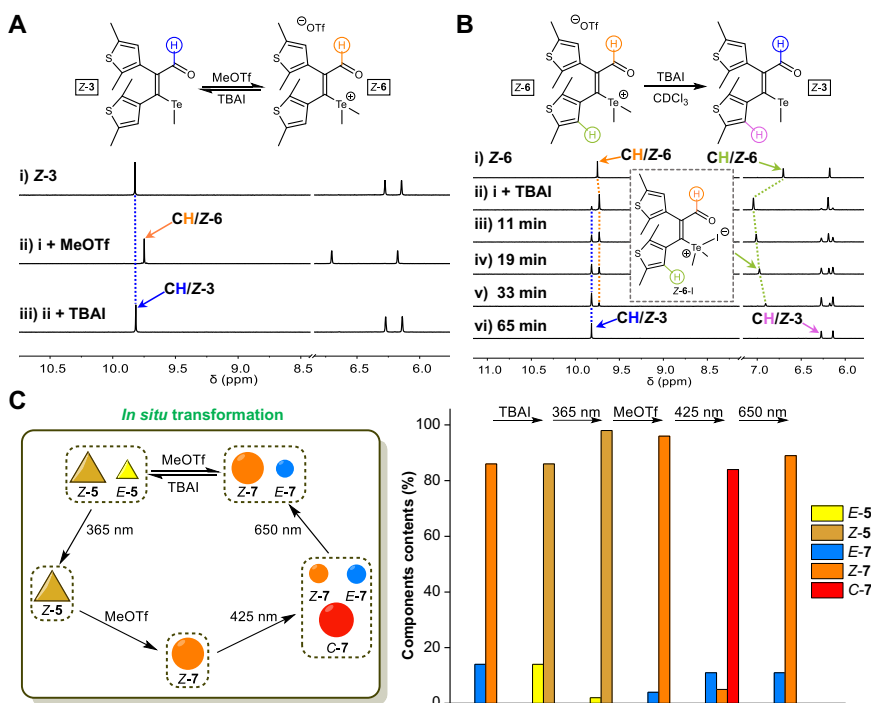 A
⊖OTf
H
O
S
Te
Z-3
MeOTf
TBAI
H
O
S
Te⊕
Z-6
i) Z-3
CH/Z-6
ii) i + MeOTf
CH/Z-3
iii) ii + TBAI
10.5 10.0 9.5 9.0 6.0
δ (ppm)
B
⊖OTf
Z-6
H
O
S
S
Te⊕
H
TBAI
CDCl3
H
O
S
S
Te
H
Z-3
i) Z-6
CH/Z-6
CH/Z-6
ii) i + TBAI
iii) 11 min
iv) 19 min
v) 33 min
vi) 65 min
H
O
S
S
Te
⊕
I⊖
H
Z-6-I
CH/Z-3
CH/Z-3
11.0 10.5 10.0 9.5 9.0 8.5 7.0 6.5 6.0
δ (ppm)
C
In situ transformation
Z-5 E-5
MeOTf
TBAI
Z-7 E-7
365 nm
650 nm
Z-5
MeOTf
Z-7
425 nm
Z-7 E-7
C-7
TBAI 365 nm MeOTf 425 nm 650 nm
Components contents (%)
100
80
60
40
20
0
E-5
Z-5
E-7
Z-7
C-7